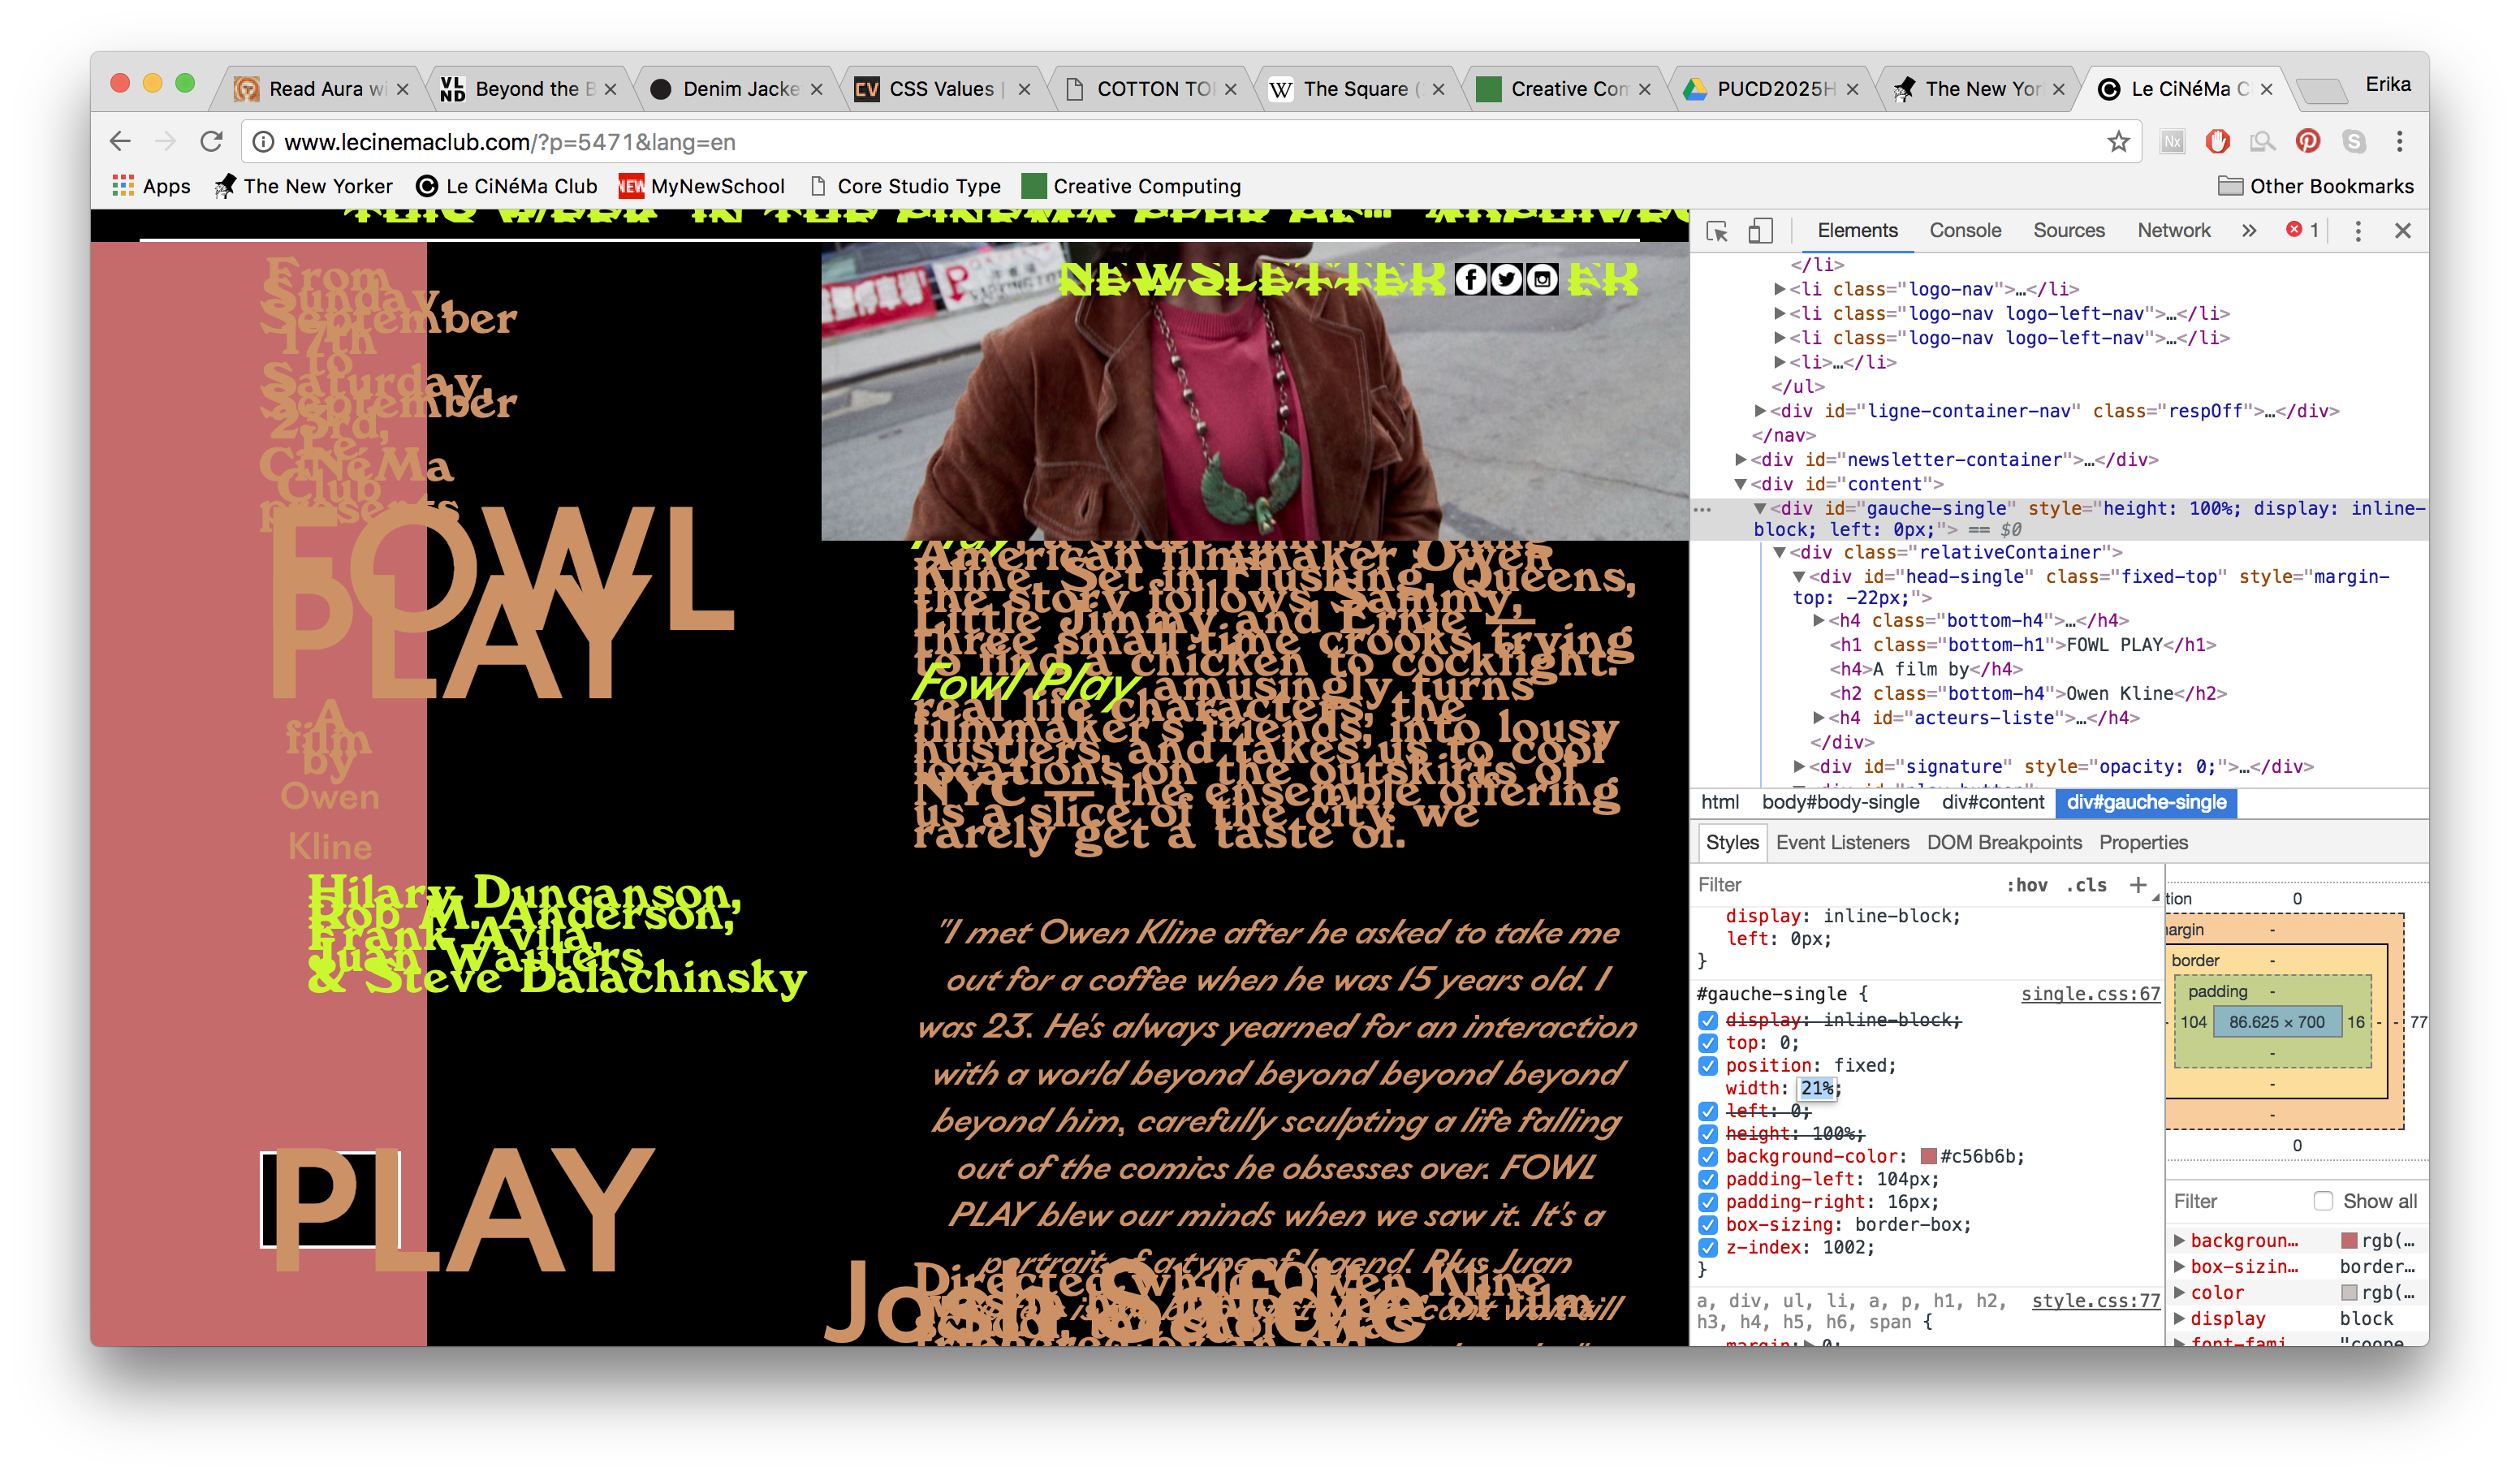 Read Aura wi
VL ND Beyond the B
Denim Jacke
CV CSS Values |
COTTON TO
W The Square (
Creative Com
PUCD2025H
The New Yor
Le CiNéMa C
Erika
www.lecinemaclub.com/?p=5471&lang=en
Apps
The New Yorker
Le CiNéMa Club
NEW MyNewSchool
Core Studio Type
Creative Computing
Other Bookmarks
NEWSLETTER
ER
From
Sunday,
September
17th
to
Saturday,
September
23rd,
Le
CiNéMa
Club
presents
FOWL
PLAY
A
film
by
Owen
Kline
Hilary Duncanson,
Rob M. Anderson,
Frank Avila,
Juan Wauters
& Steve Dalachinsky
PLAY
American filmmaker Owen
Kline. Set in Flushing, Queens,
the story follows Sammy,
Little Jimmy and Ernie —
three small time crooks trying
to find a chicken to cockfight.
Fowl Play amusingly turns
real life characters, the
filmmaker's friends, into lousy
hustlers, and takes us to cool
locations on the outskirts of
NYC — the ensemble offering
us a slice of the city we
rarely get a taste of.
"I met Owen Kline after he asked to take me
out for a coffee when he was 15 years old. I
was 23. He's always yearned for an interaction
with a world beyond beyond beyond beyond
beyond him, carefully sculpting a life falling
out of the comics he obsesses over. FOWL
PLAY blew our minds when we saw it. It's a
portrait of a type of legend. Plus Juan
Josh Safdie
Directed while Owen Kline
Elements
Console
Sources
Network
»
1
</li>
<li class="logo-nav">…</li>
<li class="logo-nav logo-left-nav">…</li>
<li class="logo-nav logo-left-nav">…</li>
<li>…</li>
</ul>
<div id="ligne-container-nav" class="respOff">…</div>
</nav>
<div id="newsletter-container">…</div>
<div id="content">
<div id="gauche-single" style="height: 100%; display: inline-
block; left: 0px;"> == $0
<div class="relativeContainer">
<div id="head-single" class="fixed-top" style="margin-
top: -22px;">
<h4 class="bottom-h4">…</h4>
<h1 class="bottom-h1">FOWL PLAY</h1>
<h4>A film by</h4>
<h2 class="bottom-h4">Owen Kline</h2>
<h4 id="acteurs-liste">…</h4>
</div>
<div id="signature" style="opacity: 0;">…</div>
html body#body-single div#content div#gauche-single
Styles Event Listeners DOM Breakpoints Properties
Filter :hov .cls +
display: inline-block;
left: 0px;
}
#gauche-single { single.css:67
display: inline-block;
top: 0;
position: fixed;
width: 21%;
left: 0;
height: 100%;
background-color: #c56b6b;
padding-left: 104px;
padding-right: 16px;
box-sizing: border-box;
z-index: 1002;
}
a, div, ul, li, a, p, h1, h2, style.css:77
h3, h4, h5, h6, span {
margin: 0;
tion 0
argin -
border -
padding -
104 86.625 × 700 16 - - 77
-
-
-
0
Filter Show all
backgroun… rgb(…
box-sizin… border…
color rgb(…
display block
font-fami… "coope